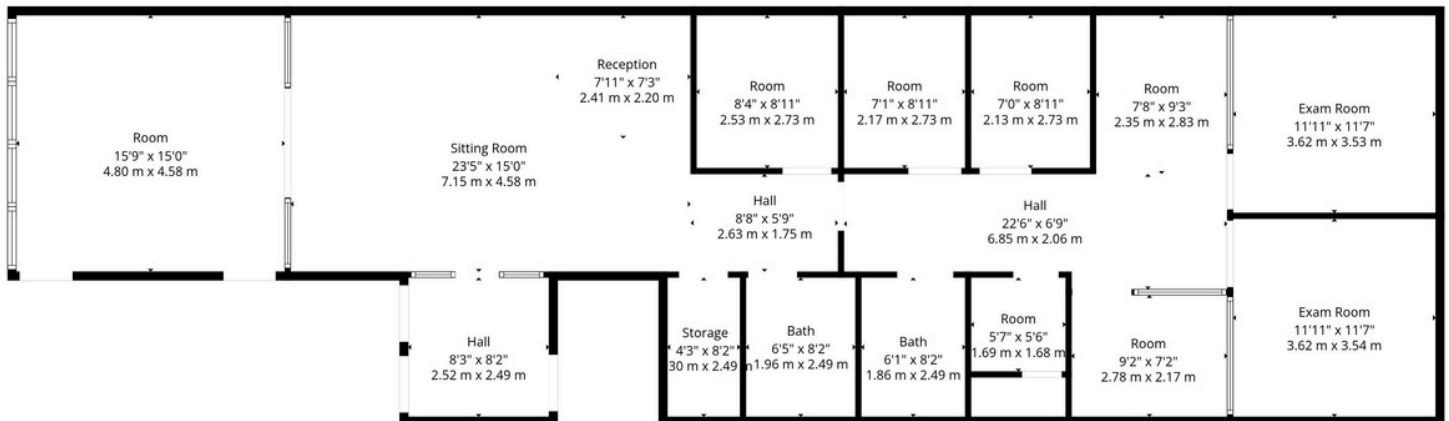 Room
15'9" x 15'0"
4.80 m x 4.58 m
Sitting Room
23'5" x 15'0"
7.15 m x 4.58 m
Reception
7'11" x 7'3"
2.41 m x 2.20 m
Room
8'4" x 8'11"
2.53 m x 2.73 m
Room
7'1" x 8'11"
2.17 m x 2.73 m
Room
7'0" x 8'11"
2.13 m x 2.73 m
Room
7'8" x 9'3"
2.35 m x 2.83 m
Exam Room
11'11" x 11'7"
3.62 m x 3.53 m
Hall
8'8" x 5'9"
2.63 m x 1.75 m
Hall
22'6" x 6'9"
6.85 m x 2.06 m
Hall
8'3" x 8'2"
2.52 m x 2.49 m
Storage
4'3" x 8'2"
30 m x 2.49 m
Bath
6'5" x 8'2"
1.96 m x 2.49 m
Bath
6'1" x 8'2"
1.86 m x 2.49 m
Room
5'7" x 5'6"
1.69 m x 1.68 m
Room
9'2" x 7'2"
2.78 m x 2.17 m
Exam Room
11'11" x 11'7"
3.62 m x 3.54 m